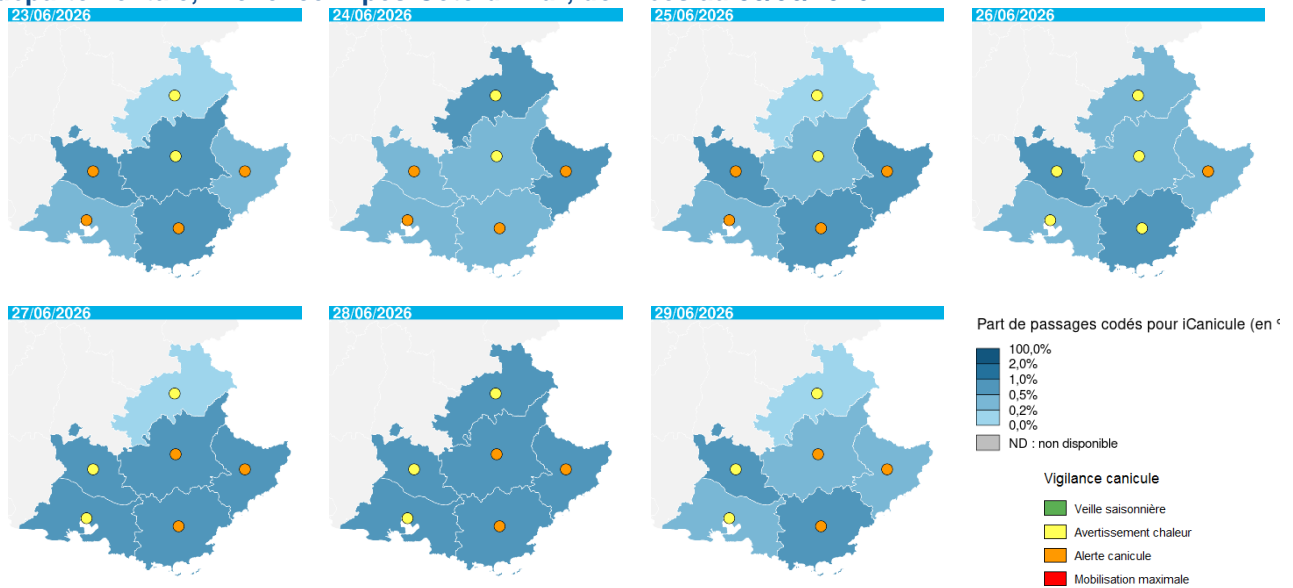 23/06/2026
24/06/2026
25/06/2026
26/06/2026
27/06/2026
28/06/2026
29/06/2026
Part de passages codés pour iCanicule (en
100,0%
2,0%
1,0%
0,5%
0,2%
0,0%
ND : non disponible
Vigilance canicule
Veille saisonnière
Avertissement chaleur
Alerte canicule
Mobilisation maximale